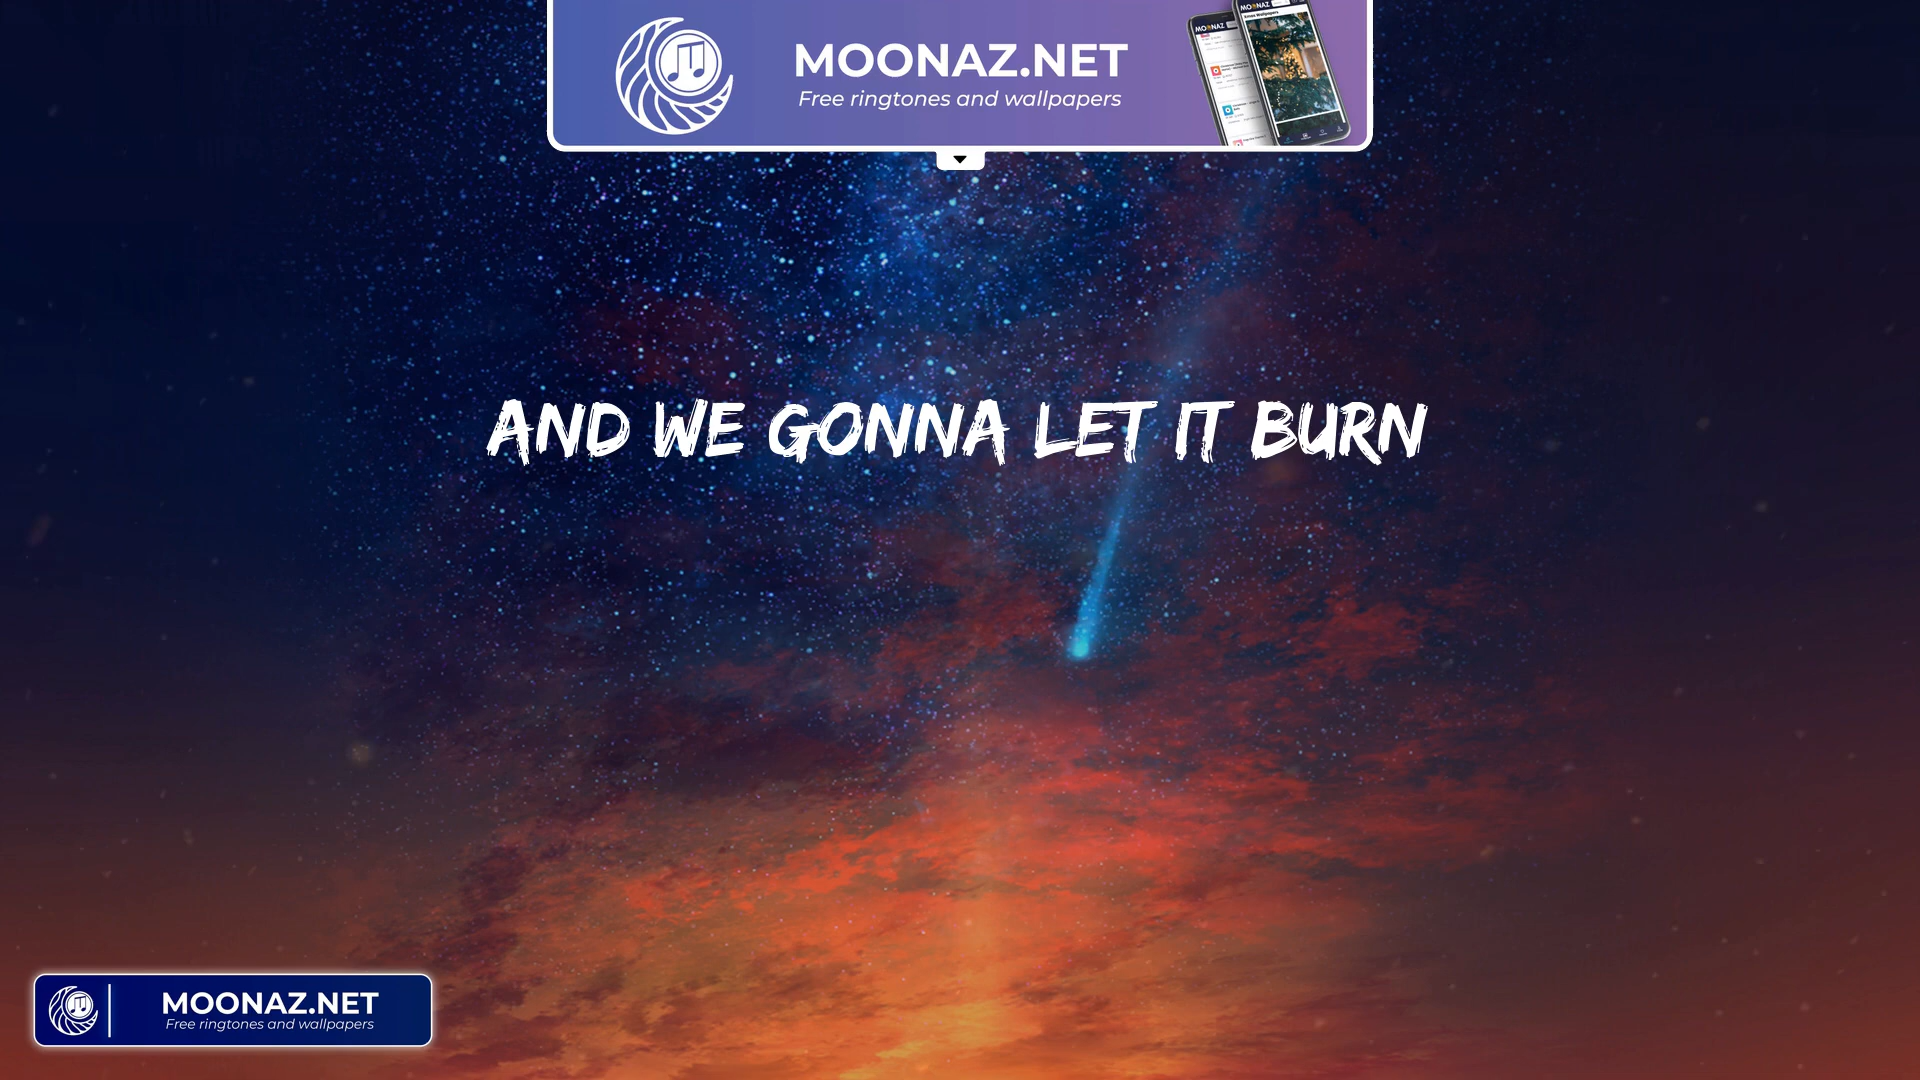 MOONAZ.NET
Free ringtones and wallpapers
AND WE GONNA LET IT BURN
MOONAZ.NET
Free ringtones and wallpapers